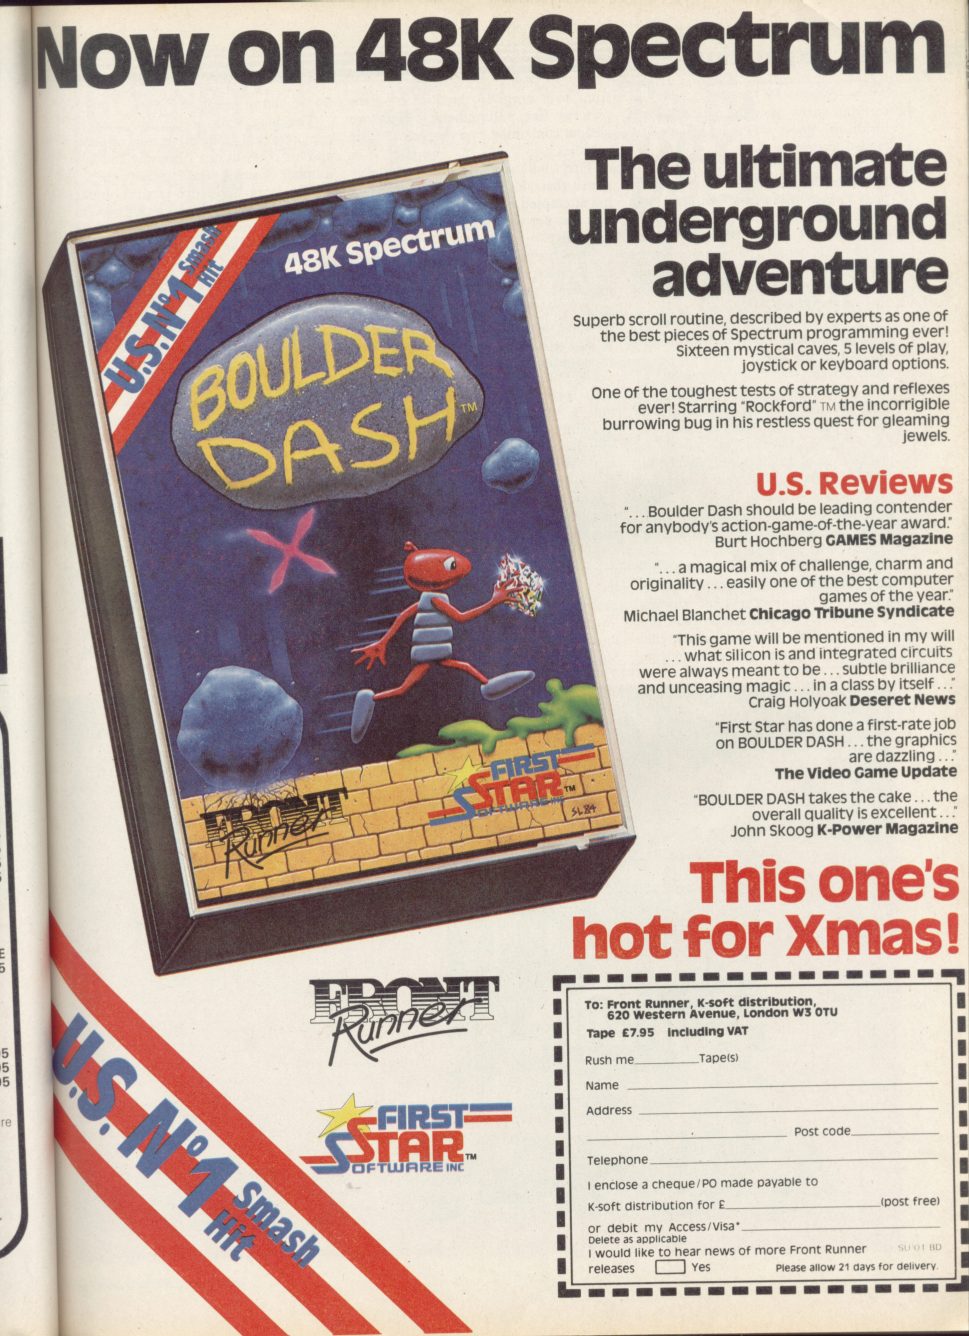 Now on 48K Spectrum
The ultimate
underground
adventure
Superb scroll routine, described by experts as one of
the best pieces of Spectrum programming ever!
Sixteen mystical caves, 5 levels of play,
joystick or keyboard options.
One of the toughest tests of strategy and reflexes
ever! Starring "Rockford" TM the incorrigible
burrowing bug in his restless quest for gleaming
jewels.
U.S. Reviews
"...Boulder Dash should be leading contender
for anybody's action-game-of-the-year award."
Burt Hochberg GAMES Magazine
"...a magical mix of challenge, charm and
originality...easily one of the best computer
games of the year."
Michael Blanchet Chicago Tribune Syndicate
"This game will be mentioned in my will
...what silicon is and integrated circuits
were always meant to be...subtle brilliance
and unceasing magic...in a class by itself..."
Craig Holyoak Deseret News
"First Star has done a first-rate job
on BOULDER DASH...the graphics
are dazzling..."
The Video Game Update
"BOULDER DASH takes the cake...the
overall quality is excellent..."
John Skoog K-Power Magazine
This one's
hot for Xmas!
U.S. Nº1
Smash
Hit
48K Spectrum
BOULDER
DASH TM
FRONT
Runner
FIRST
STAR TM
SOFTWARE INC
SL84
FRONT
Runner
FIRST
STAR TM
SOFTWARE INC
U.S. Nº1
Smash
Hit
To: Front Runner, K-soft distribution,
620 Western Avenue, London W3 0TU
Tape £7.95 including VAT
Rush me Tape(s)
Name
Address
Post code
Telephone
I enclose a cheque/PO made payable to
K-soft distribution for £ (post free)
or debit my Access/Visa*
Delete as applicable
I would like to hear news of more Front Runner
releases Yes
SU 01 BD
Please allow 21 days for delivery.